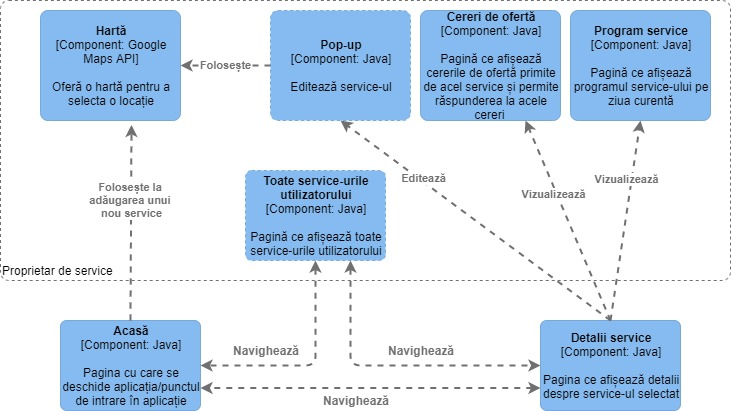 Hartă
[Component: Google
Maps API]
Oferă o hartă pentru a
selecta o locație
Folosește
Pop-up
[Component: Java]
Editează service-ul
Cereri de ofertă
[Component: Java]
Pagină ce afișează
cererile de ofertă primite
de acel service și permite
răspunderea la acele
cereri
Program service
[Component: Java]
Pagină ce afișează
programul service-ului pe
ziua curentă
Folosește la
adăugarea unui
nou service
Toate service-urile
utilizatorului
[Component: Java]
Pagină ce afișează toate
service-urile utilizatorului
Editează
Vizualizează
Vizualizează
Proprietar de service
Acasă
[Component: Java]
Pagina cu care se
deschide aplicația/punctul
de intrare în aplicație
Navighează
Navighează
Navighează
Detalii service
[Component: Java]
Pagina ce afișează detalii
despre service-ul selectat